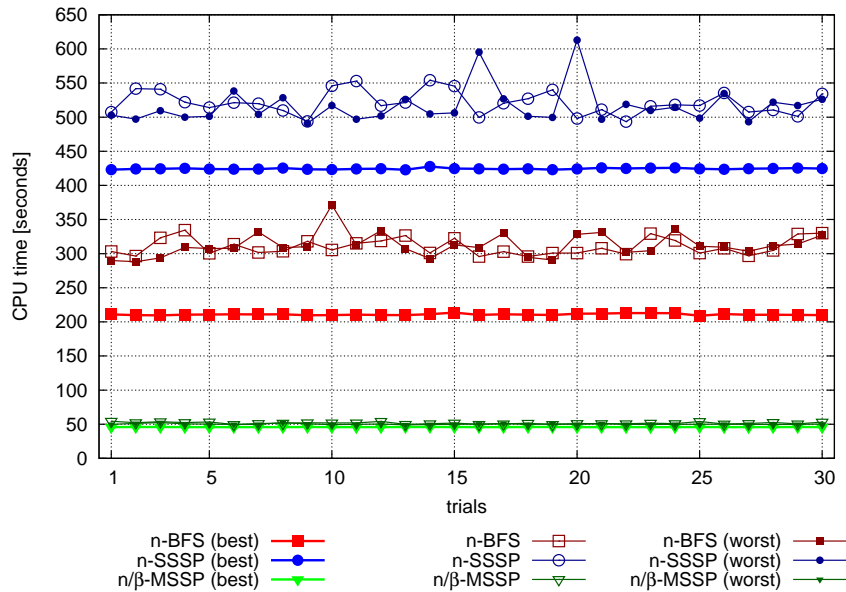 650
600
550
500
450
400
350
300
250
200
150
100
50
0
CPU time [seconds]
1 5 10 15 20 25 30
trials
n-BFS (best) n-BFS n-BFS (worst)
n-SSSP (best) n-SSSP n-SSSP (worst)
n/β-MSSP (best) n/β-MSSP n/β-MSSP (worst)